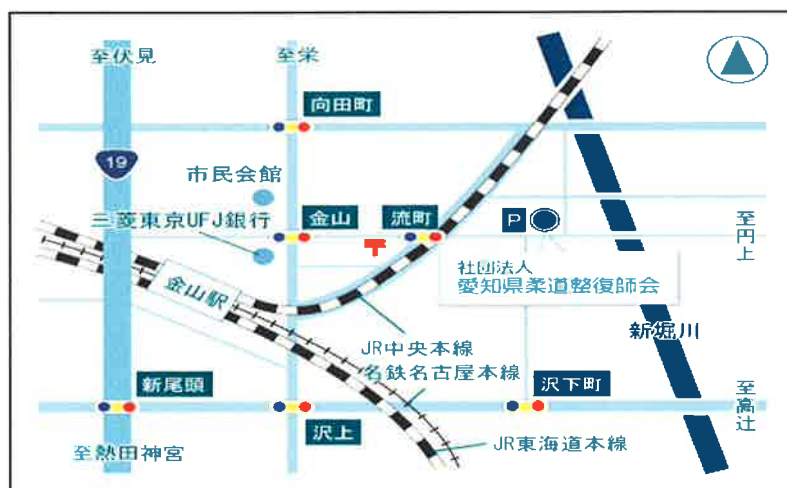 至伏見
至栄
向田町
19
市民会館
三菱東京UFJ銀行
金山
流町
P
至円上
社団法人
愛知県柔道整復師会
金山駅
新堀川
JR中央本線
名鉄名古屋本線
新尾頭
沢上
沢下町
至高辻
至熱田神宮
JR東海道本線